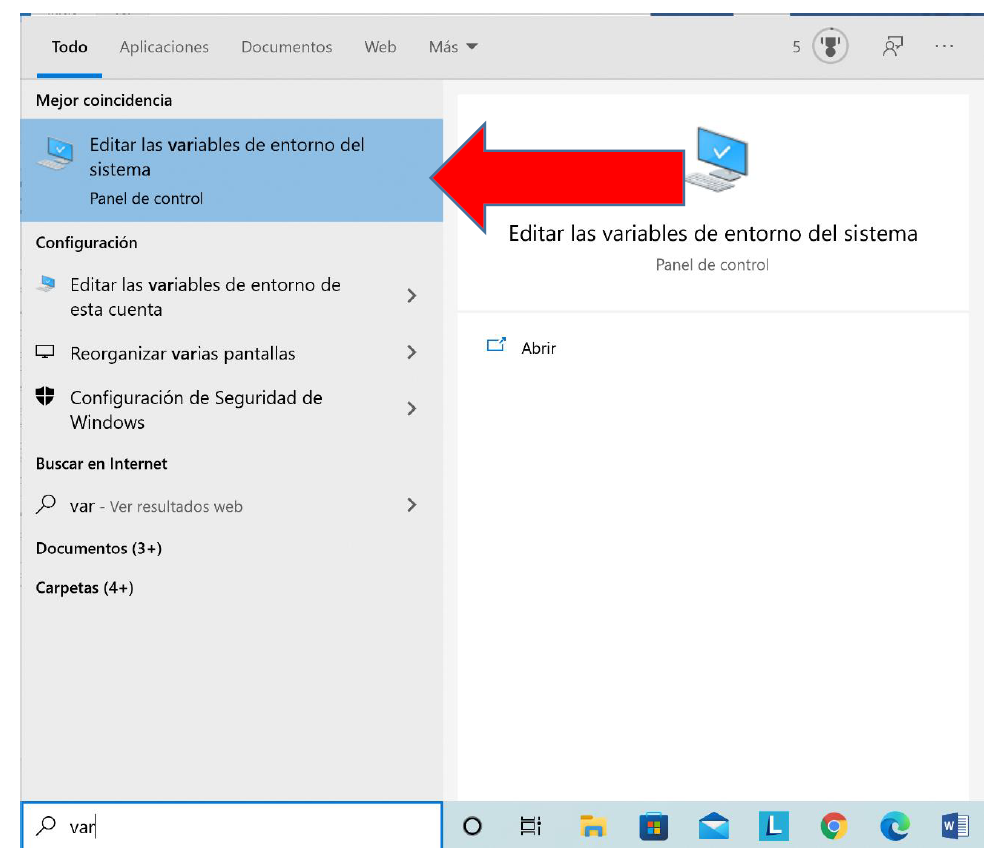 Todo Aplicaciones Documentos Web Más 5 ...
Mejor coincidencia
Editar las variables de entorno del
sistema
Panel de control
Editar las variables de entorno del sistema
Panel de control
Abrir
Configuración
Editar las variables de entorno de
esta cuenta
Reorganizar varias pantallas
Configuración de Seguridad de
Windows
Buscar en Internet
var - Ver resultados web
Documentos (3+)
Carpetas (4+)
var
L
W